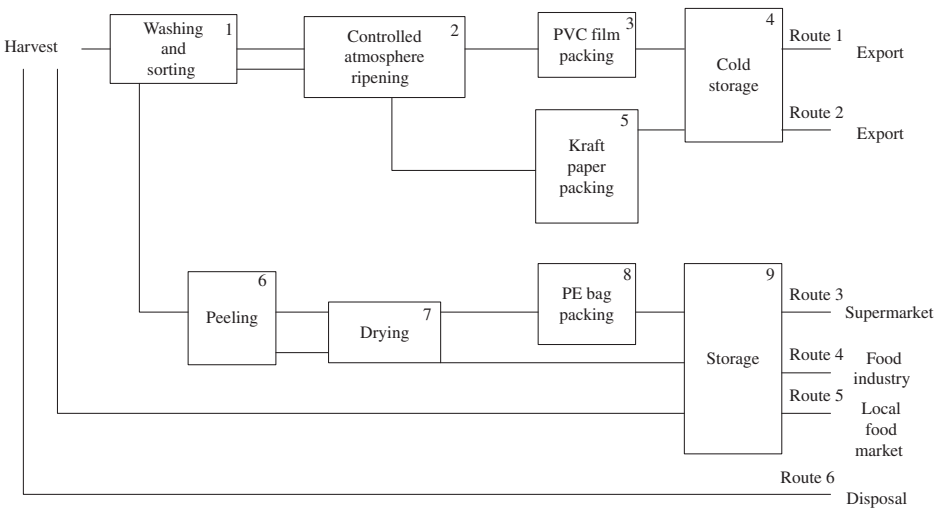 Harvest
Washing
and
sorting
1
Controlled
atmosphere
ripening
2
PVC film
packing
3
Cold
storage
4
Route 1
Export
Route 2
Export
Kraft
paper
packing
5
Peeling
6
Drying
7
PE bag
packing
8
Storage
9
Route 3
Supermarket
Route 4
Food
industry
Route 5
Local
food
market
Route 6
Disposal